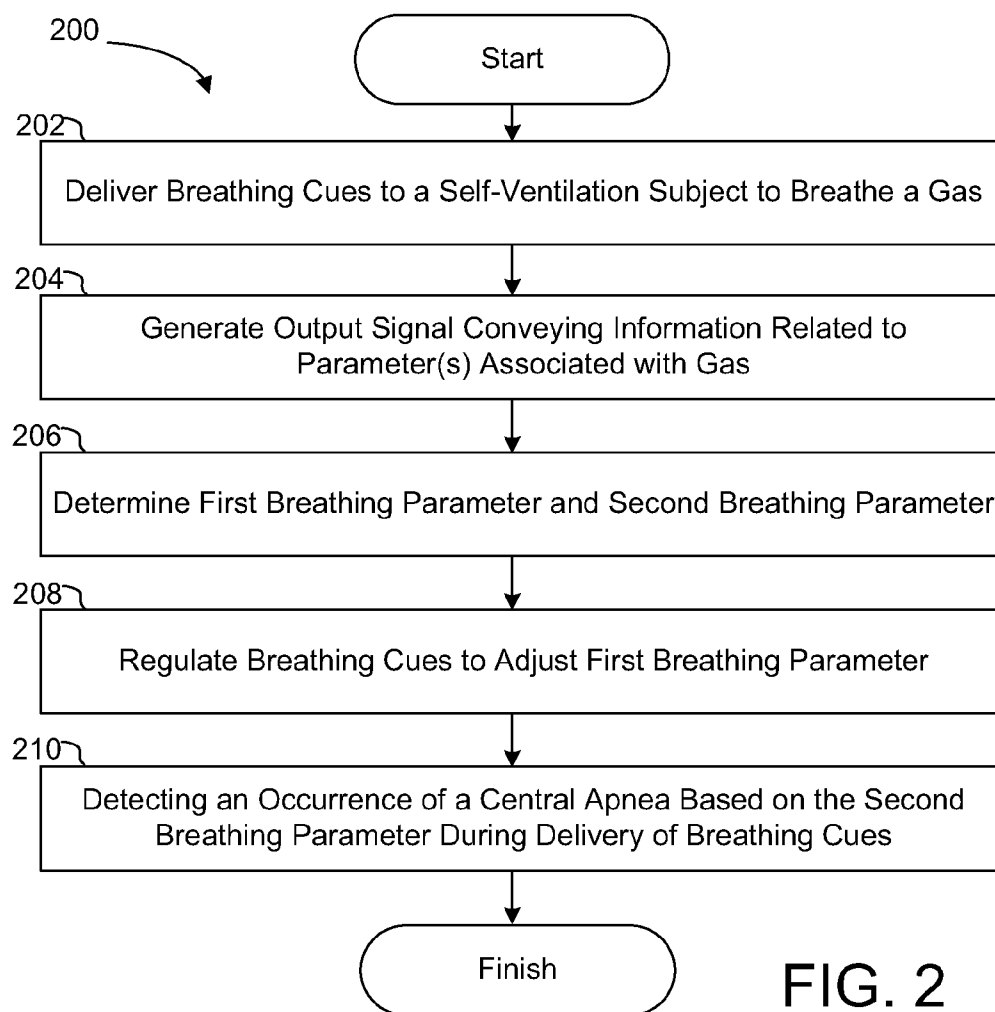 200
Start
202
Deliver Breathing Cues to a Self-Ventilation Subject to Breathe a Gas
204
Generate Output Signal Conveying Information Related to
Parameter(s) Associated with Gas
206
Determine First Breathing Parameter and Second Breathing Parameter
208
Regulate Breathing Cues to Adjust First Breathing Parameter
210
Detecting an Occurrence of a Central Apnea Based on the Second
Breathing Parameter During Delivery of Breathing Cues
Finish
FIG. 2